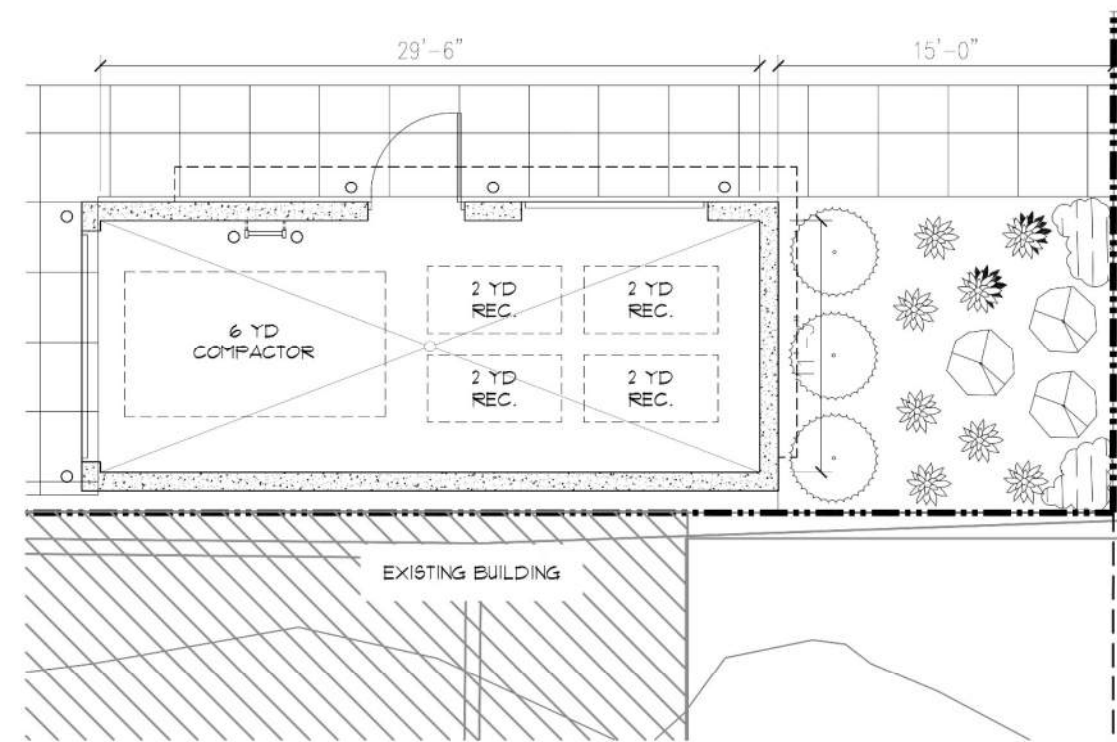 29'-6"
15'-0"
2 YD
REC.
2 YD
REC.
6 YD
COMPACTOR
2 YD
REC.
2 YD
REC.
EXISTING BUILDING